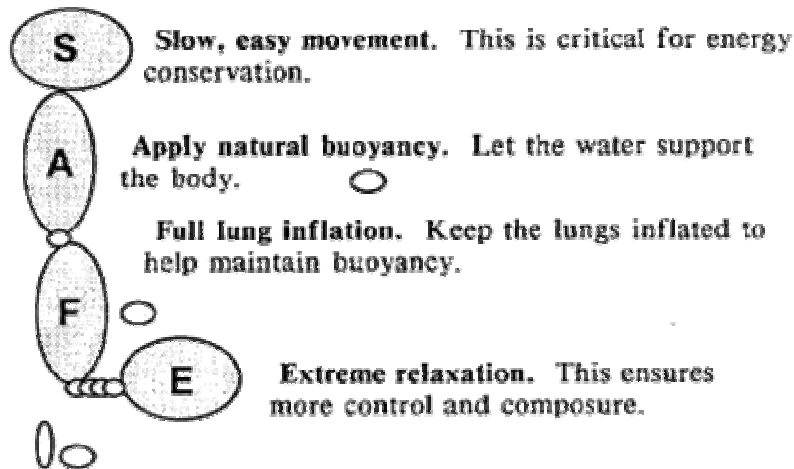 S
Slow, easy movement. This is critical for energy
conservation.
A
Apply natural buoyancy. Let the water support
the body.
F
Full lung inflation. Keep the lungs inflated to
help maintain buoyancy.
E
Extreme relaxation. This ensures
more control and composure.